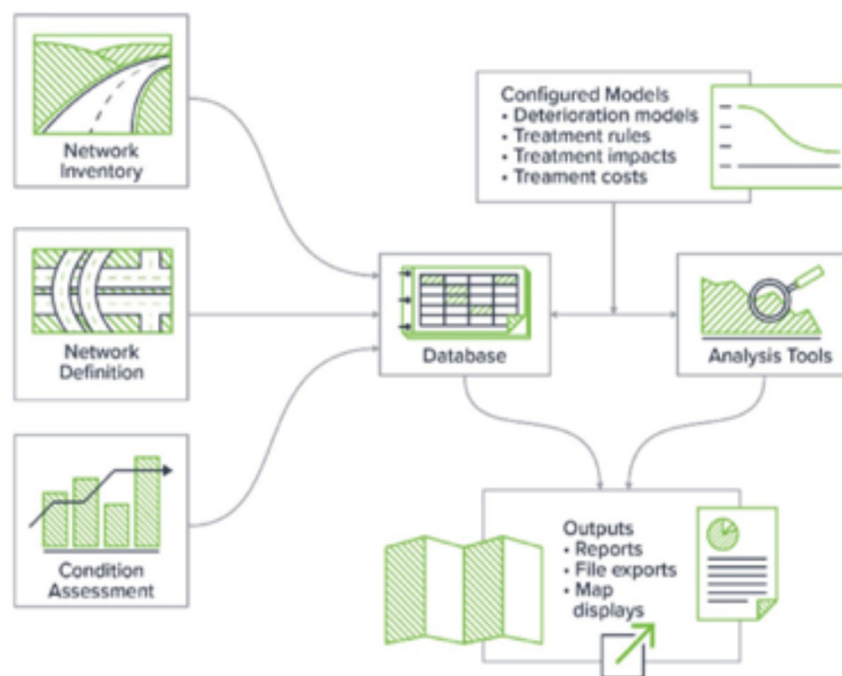 Network
Inventory
Configured Models
• Deterioration models
• Treatment rules
• Treatment impacts
• Treament costs
Network
Definition
Database
Analysis Tools
Condition
Assessment
Outputs
• Reports
• File exports
• Map
displays